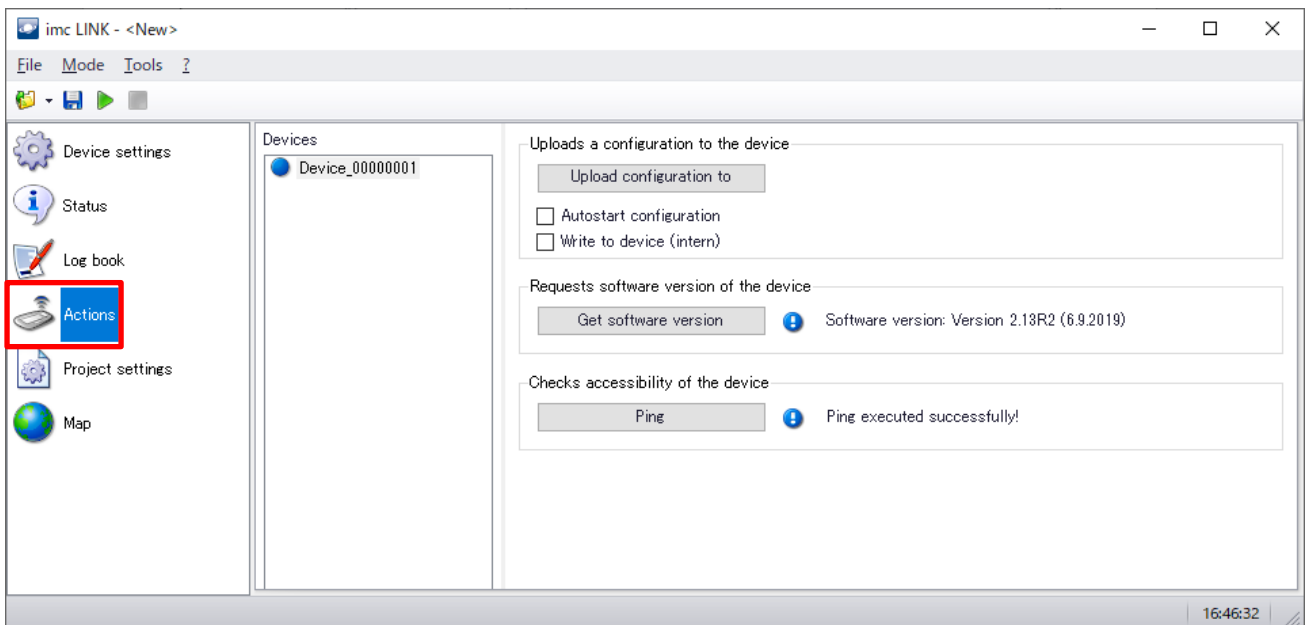 imc LINK - <New>
File Mode Tools ?
Device settings
Status
Log book
Actions
Project settings
Map
Devices
Device_00000001
Uploads a configuration to the device
Upload configuration to
Autostart configuration
Write to device (intern)
Requests software version of the device
Get software version
Software version: Version 2.13R2 (6.9.2019)
Checks accessibility of the device
Ping
Ping executed successfully!
16:46:32